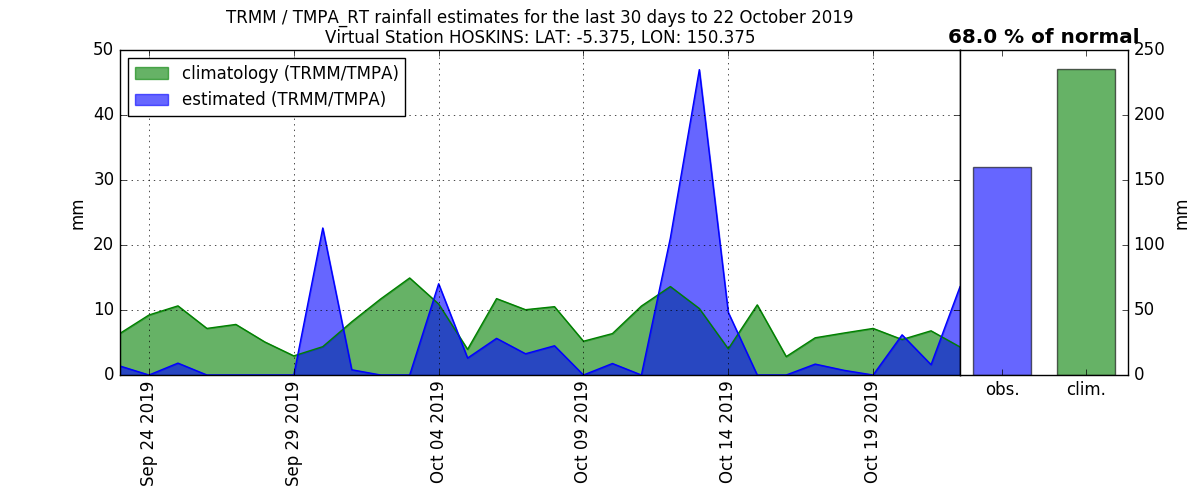 TRMM / TMPA_RT rainfall estimates for the last 30 days to 22 October 2019
Virtual Station HOSKINS: LAT: -5.375, LON: 150.375
68.0 % of normal
climatology (TRMM/TMPA)
estimated (TRMM/TMPA)
50
40
30
20
10
0
mm
Sep 24 2019
Sep 29 2019
Oct 04 2019
Oct 09 2019
Oct 14 2019
Oct 19 2019
250
200
150
100
50
0
mm
obs.
clim.